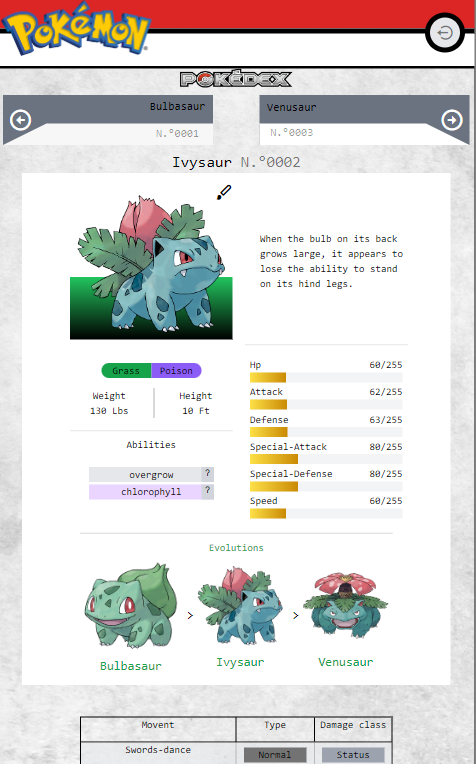 POKéMON
POKÉDEX
Bulbasaur
N.º0001
Venusaur
N.º0003
Ivysaur N.º0002
When the bulb on its back
grows large, it appears to
lose the ability to stand
on its hind legs.
Grass Poison
Weight Height
130 Lbs 10 Ft
Abilities
overgrow ?
chlorophyll ?
Hp 60/255
Attack 62/255
Defense 63/255
Special-Attack 80/255
Special-Defense 80/255
Speed 60/255
Evolutions
Bulbasaur > Ivysaur > Venusaur
Movent Type Damage class
Swords-dance Normal Status